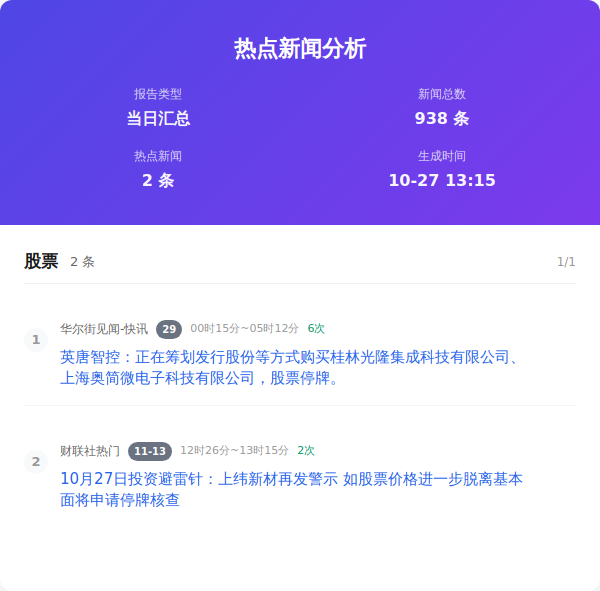 热点新闻分析
报告类型
新闻总数
当日汇总
938 条
热点新闻
生成时间
2 条
10-27 13:15
股票 2 条 1/1
1
华尔街见闻-快讯 29 00时15分~05时12分 6次
英唐智控：正在筹划发行股份等方式购买桂林光隆集成科技有限公司、
上海奥简微电子科技有限公司，股票停牌。
2
财联社热门 11-13 12时26分~13时15分 2次
10月27日投资避雷针：上纬新材再发警示 如股票价格进一步脱离基本
面将申请停牌核查